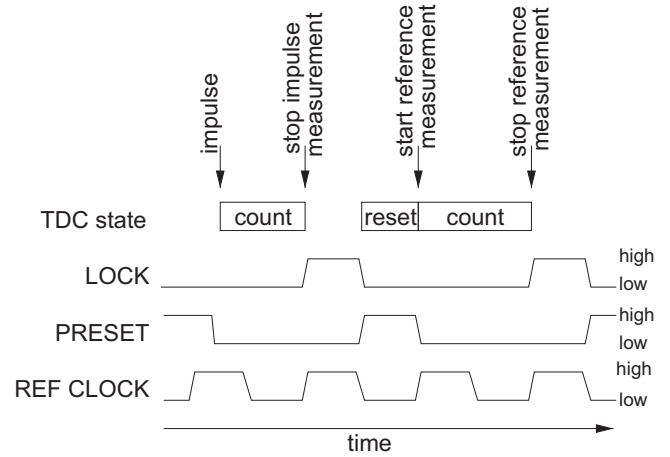 impulse
stop impulse
measurement
start reference
measurement
stop reference
measurement
TDC state
count
reset
count
LOCK
high
low
PRESET
high
low
REF CLOCK
high
low
time